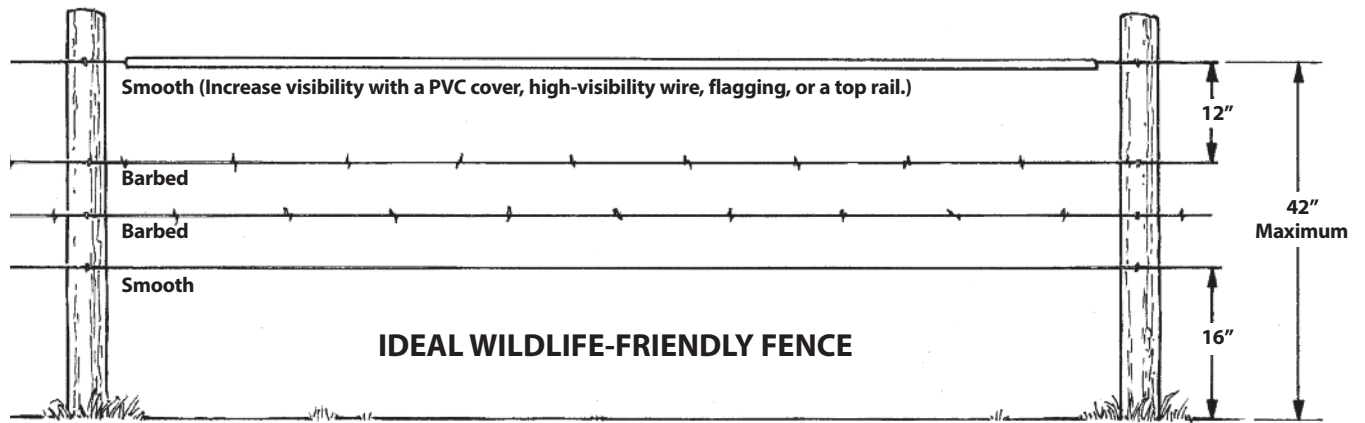 Smooth (Increase visibility with a PVC cover, high-visibility wire, flagging, or a top rail.)
12”
Barbed
Barbed
42”
Maximum
Smooth
16”
IDEAL WILDLIFE-FRIENDLY FENCE